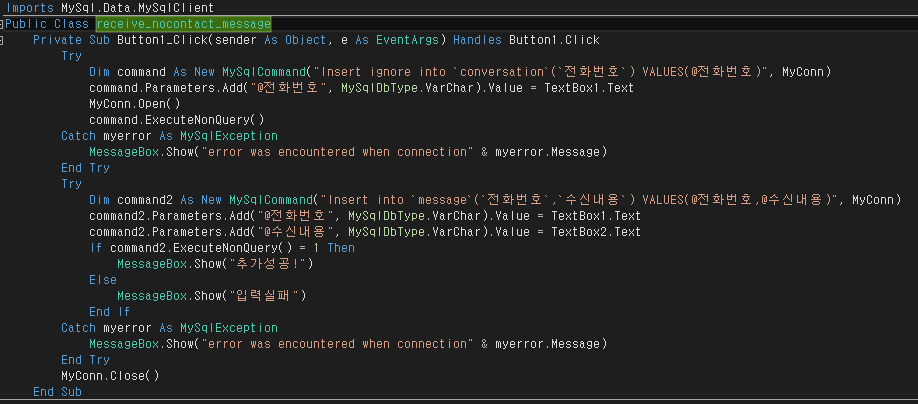 Imports MySql.Data.MySqlClient
Public Class receive_nocontact_message
Private Sub Button1_Click(sender As Object, e As EventArgs) Handles Button1.Click
Try
Dim command As New MySqlCommand("Insert ignore into `conversation`(`전화번호`) VALUES(@전화번호)", MyConn)
command.Parameters.Add("@전화번호", MySqlDbType.VarChar).Value = TextBox1.Text
MyConn.Open()
command.ExecuteNonQuery()
Catch myerror As MySqlException
MessageBox.Show("error was encountered when connection" & myerror.Message)
End Try
Try
Dim command2 As New MySqlCommand("Insert into `message`(`전화번호`,`수신내용`) VALUES(@전화번호,@수신내용)", MyConn)
command2.Parameters.Add("@전화번호", MySqlDbType.VarChar).Value = TextBox1.Text
command2.Parameters.Add("@수신내용", MySqlDbType.VarChar).Value = TextBox2.Text
If command2.ExecuteNonQuery() = 1 Then
MessageBox.Show("추가성공!")
Else
MessageBox.Show("입력실패")
End If
Catch myerror As MySqlException
MessageBox.Show("error was encountered when connection" & myerror.Message)
End Try
MyConn.Close()
End Sub